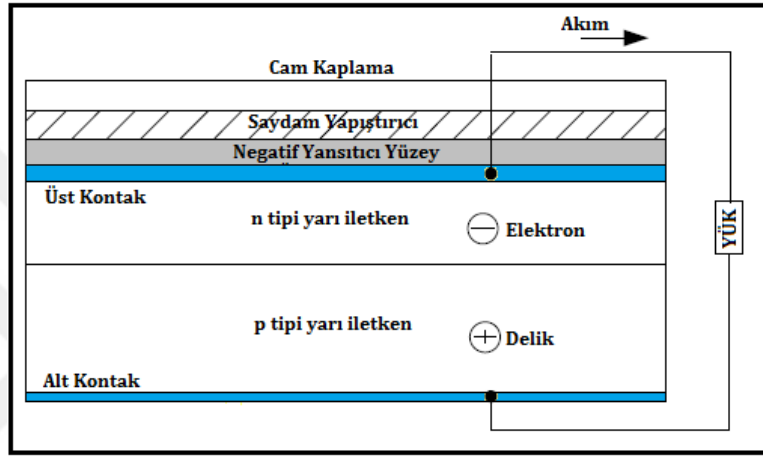 Akım
Cam Kaplama
Saydam Yapıştırıcı
Negatif Yansıtıcı Yüzey
Üst Kontak
n tipi yarı iletken
Elektron
YÜK
p tipi yarı iletken
Delik
Alt Kontak